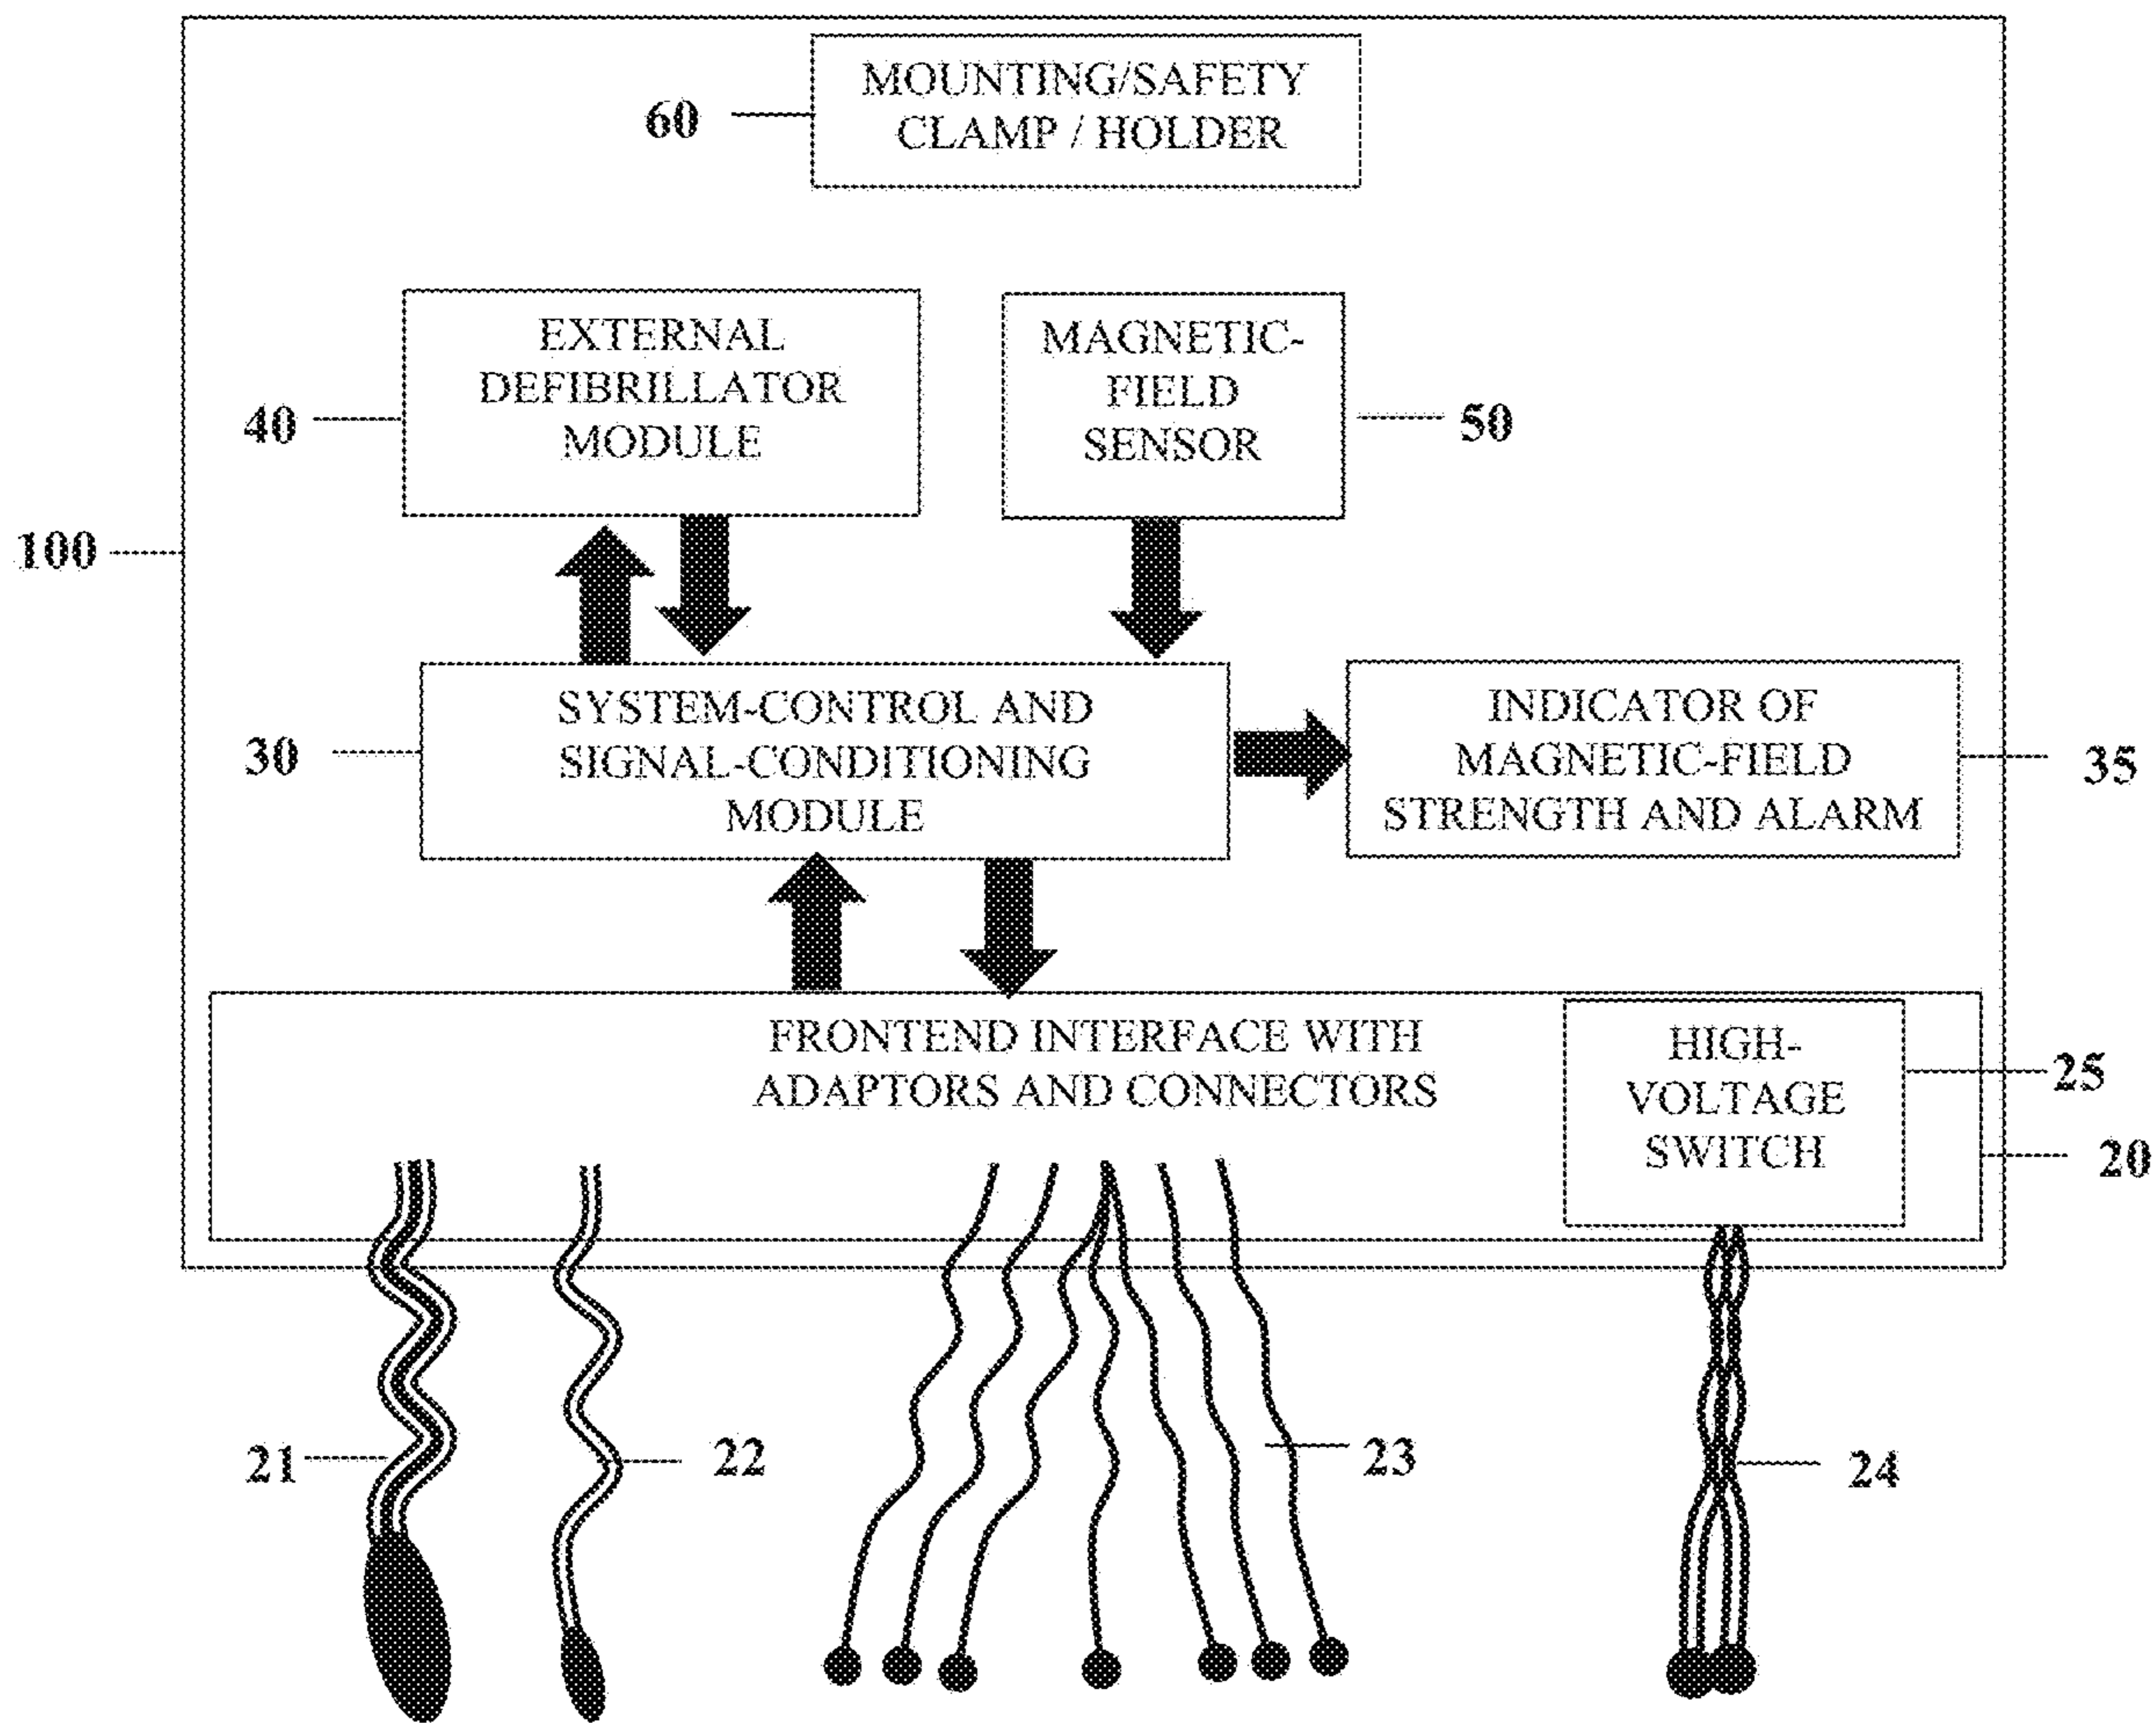 MOUNTING/SAFETY
CLAMP / HOLDER
60
EXTERNAL
DEFIBRILLATOR
MODULE
40
MAGNETIC-
FIELD
SENSOR
50
100
SYSTEM-CONTROL AND
SIGNAL-CONDITIONING
MODULE
30
INDICATOR OF
MAGNETIC-FIELD
STRENGTH AND ALARM
35
FRONTEND INTERFACE WITH
ADAPTORS AND CONNECTORS
HIGH-
VOLTAGE
SWITCH
25
20
21
22
23
24